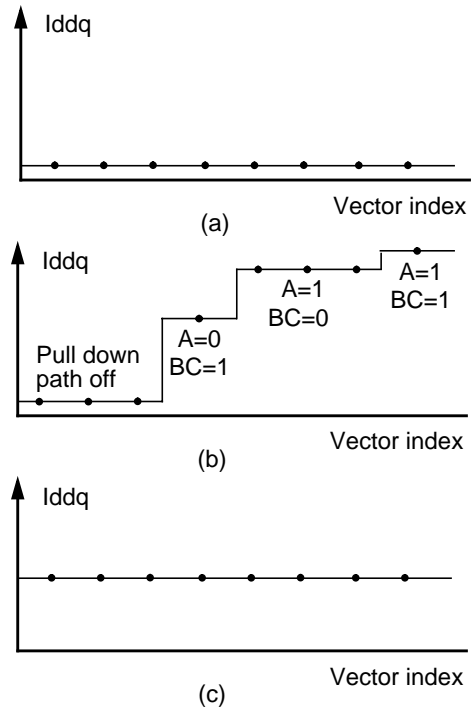 Iddq
Vector index
(a)
Iddq
A=1
BC=1
A=1
BC=0
A=0
BC=1
Pull down
path off
Vector index
(b)
Iddq
Vector index
(c)